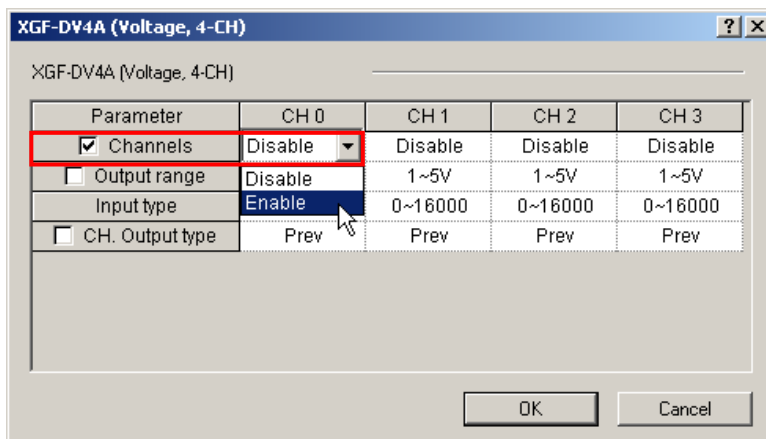 XGF-DV4A (Voltage, 4-CH)
XGF-DV4A (Voltage, 4-CH)
Parameter CH 0 CH 1 CH 2 CH 3
Channels Disable Disable Disable Disable
Output range Disable 1~5V 1~5V 1~5V
Input type Enable 0~16000 0~16000 0~16000
CH. Output type Prev Prev Prev Prev
OK Cancel